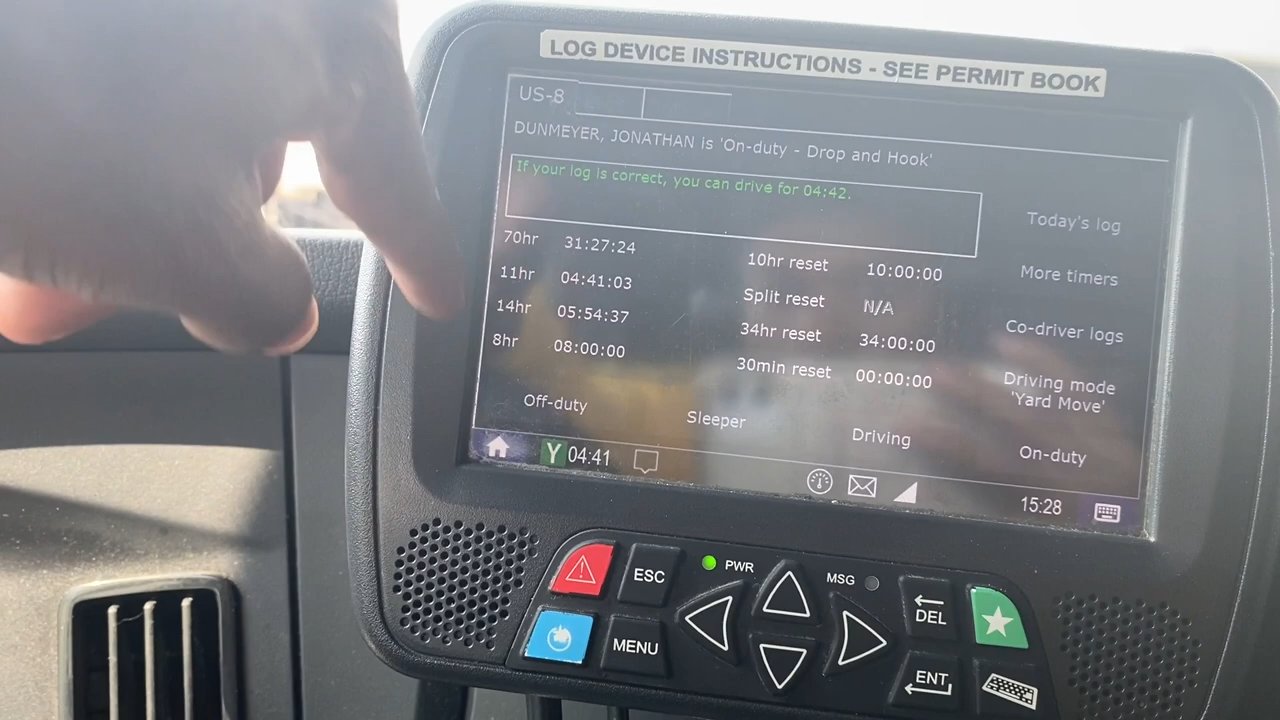 LOG DEVICE INSTRUCTIONS - SEE PERMIT BOOK
US-8
DUNMEYER, JONATHAN is 'On-duty - Drop and Hook'
If your log is correct, you can drive for 04:42.
70hr 31:27:24
11hr 04:41:03
14hr 05:54:37
8hr 08:00:00
10hr reset 10:00:00
Split reset N/A
34hr reset 34:00:00
30min reset 00:00:00
Today's log
More timers
Co-driver logs
Driving mode
'Yard Move'
Off-duty Sleeper Driving On-duty
Y 04:41 15:28
ESC PWR MSG DEL
MENU ENT